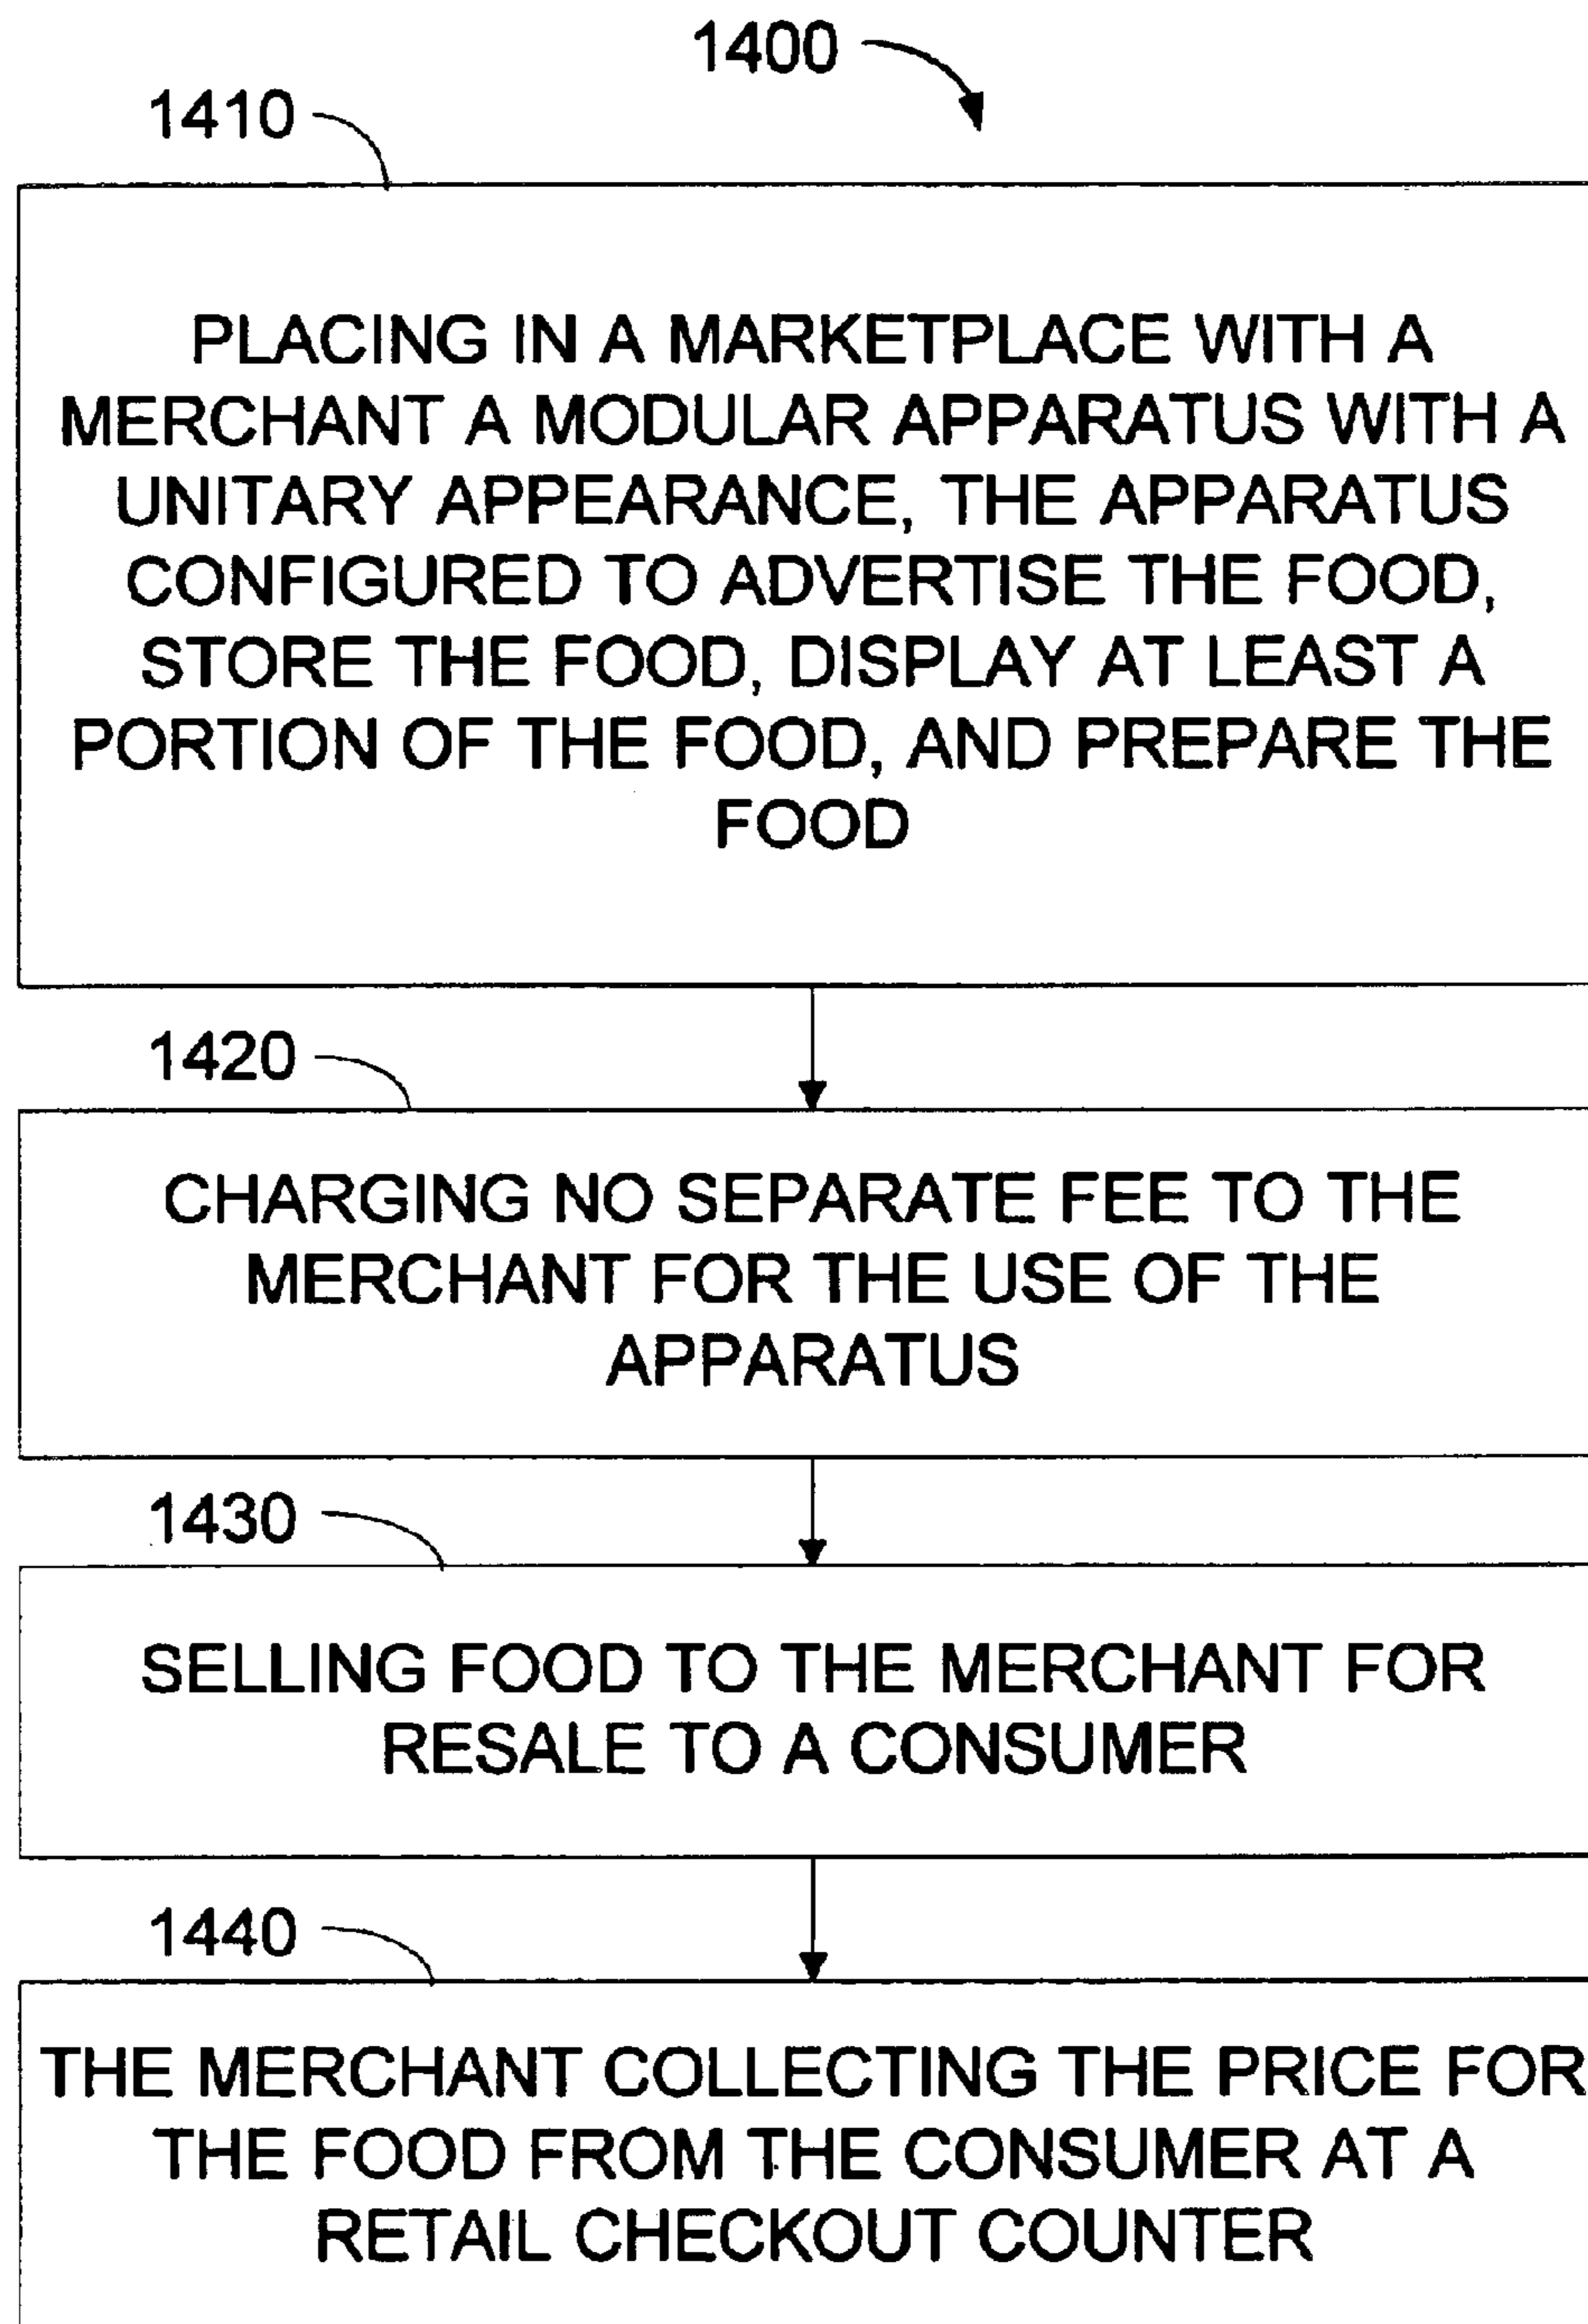 1400
1410
PLACING IN A MARKETPLACE WITH A
MERCHANT A MODULAR APPARATUS WITH A
UNITARY APPEARANCE, THE APPARATUS
CONFIGURED TO ADVERTISE THE FOOD,
STORE THE FOOD, DISPLAY AT LEAST A
PORTION OF THE FOOD, AND PREPARE THE
FOOD
1420
CHARGING NO SEPARATE FEE TO THE
MERCHANT FOR THE USE OF THE
APPARATUS
1430
SELLING FOOD TO THE MERCHANT FOR
RESALE TO A CONSUMER
1440
THE MERCHANT COLLECTING THE PRICE FOR
THE FOOD FROM THE CONSUMER AT A
RETAIL CHECKOUT COUNTER